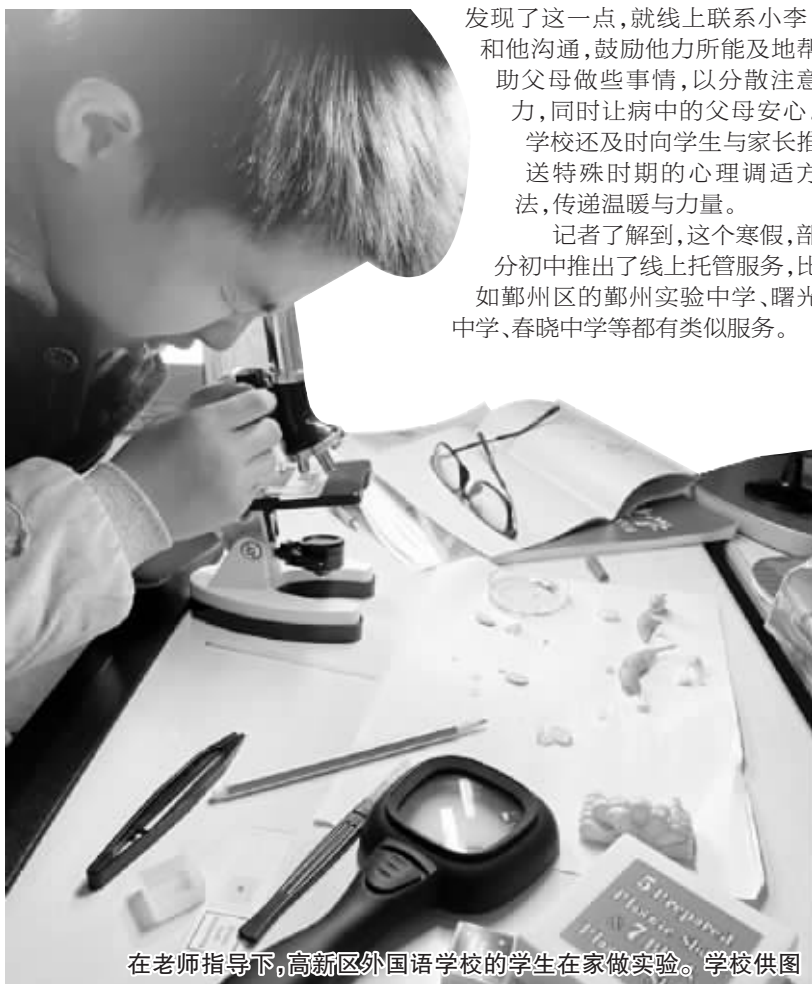 发现了这一点,就线上联系小李
和他沟通,鼓励他力所能及地帮
助父母做些事情,以分散注意
力,同时让病中的父母安心。
学校还及时向学生与家长推
送特殊时期的心理调适方
法,传递温暖与力量。
记者了解到,这个寒假,部
分初中推出了线上托管服务,比
如鄞州区的鄞州实验中学、曙光
中学、春晓中学等都有类似服务。
5 Prepared
Plastic
7
在老师指导下,高新区外国语学校的学生在家做实验。学校供图